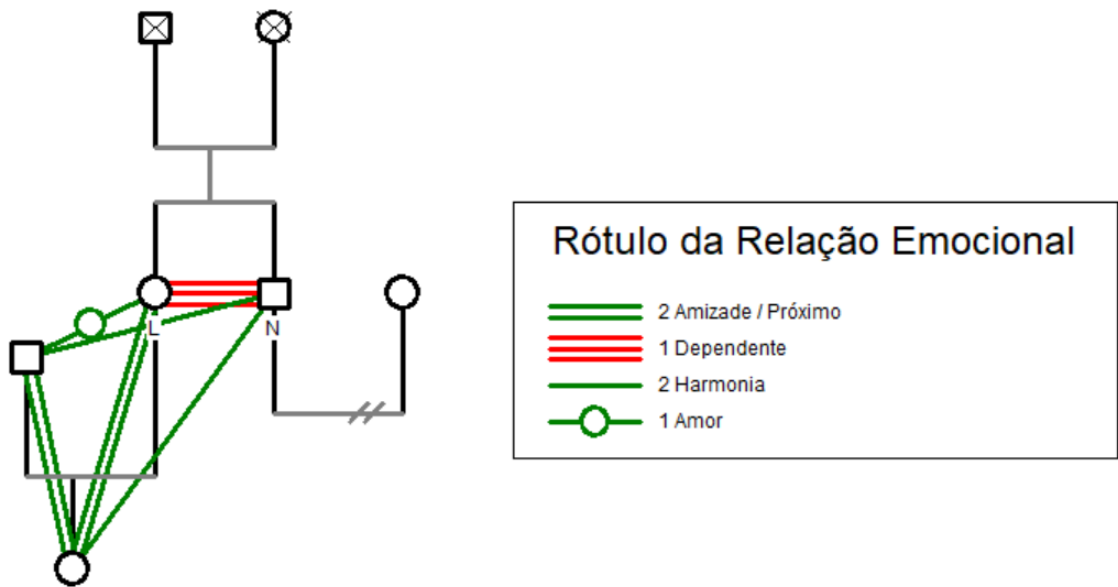 L
N
Rótulo da Relação Emocional
2 Amizade / Próximo
1 Dependente
2 Harmonia
1 Amor